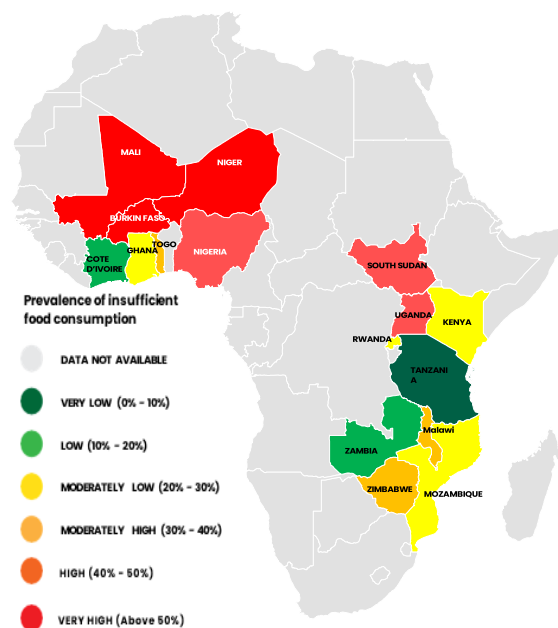 MALI
NIGER
BURKIN FASO
GHANA
TOGO
COTE
D'IVOIRE
NIGERIA
SOUTH SUDAN
UGANDA
KENYA
RWANDA
TANZANI
A
Malawi
ZAMBIA
ZIMBABWE
MOZAMBIQUE
Prevalence of insufficient
food consumption
DATA NOT AVAILABLE
VERY LOW (0% - 10%)
LOW (10% - 20%)
MODERATELY LOW (20% - 30%)
MODERATELY HIGH (30% - 40%)
HIGH (40% - 50%)
VERY HIGH (Above 50%)